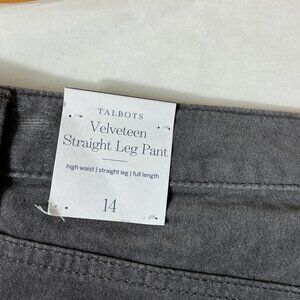 TALBOTS
Velveteen
Straight Leg Pant
high waist | straight leg | full length
14